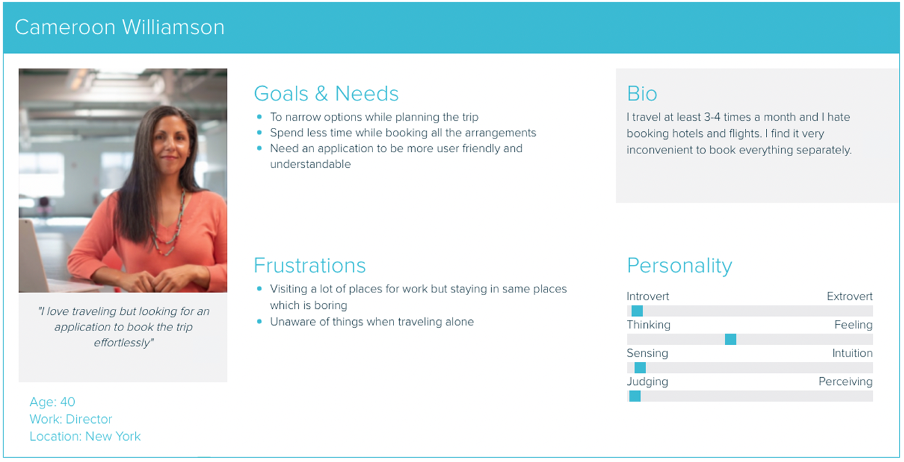 Cameroon Williamson
Goals & Needs
To narrow options while planning the trip
Spend less time while booking all the arrangements
Need an application to be more user friendly and
understandable
Bio
I travel at least 3-4 times a month and I hate
booking hotels and flights. I find it very
inconvenient to book everything separately.
"I love traveling but looking for an
application to book the trip
effortlessly"
Age: 40
Work: Director
Location: New York
Frustrations
Visiting a lot of places for work but staying in same places
which is boring
Unaware of things when traveling alone
Personality
Introvert Extrovert
Thinking Feeling
Sensing Intuition
Judging Perceiving